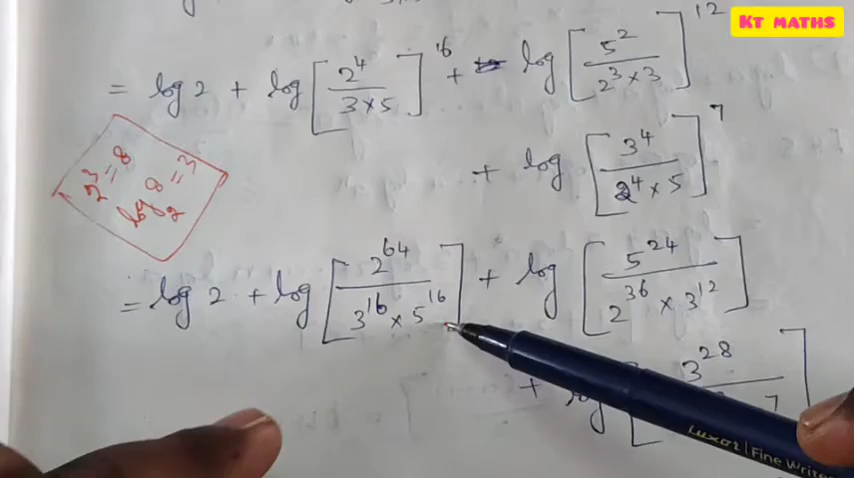 KT MATHS
= log 2 + log [2^4 / 3×5]^16 + log [5^2 / 2^3 × 3]^12
+ log [3^4 / 2^4 × 5]^7
2^3 = 8
log_2 8 = 3
= log 2 + log [2^64 / 3^16 × 5^16] + log [5^24 / 2^36 × 3^12]
+ log [3^28 / 7]
Luxor | Fine Write